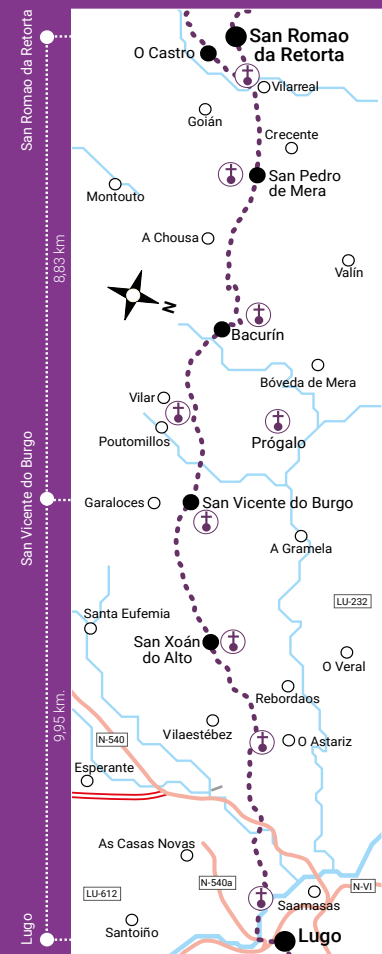 San Romao da Retorta
8,83 km
San Vicente do Burgo
9,95 km.
Lugo
San Romao
da Retorta
O Castro
Vilarreal
Goián
Crecente
San Pedro
de Mera
Montouto
A Chousa
Valín
N
Bacurín
Bóveda de Mera
Vilar
Poutomillos
Prógalo
Garaloces
San Vicente do Burgo
A Gramela
LU-232
Santa Eufemia
San Xoán
do Alto
O Veral
Rebordaos
Vilaestébez
N-540
O Astariz
Esperante
As Casas Novas
N-540a
N-VI
LU-612
Saamasas
Santoiño
Lugo